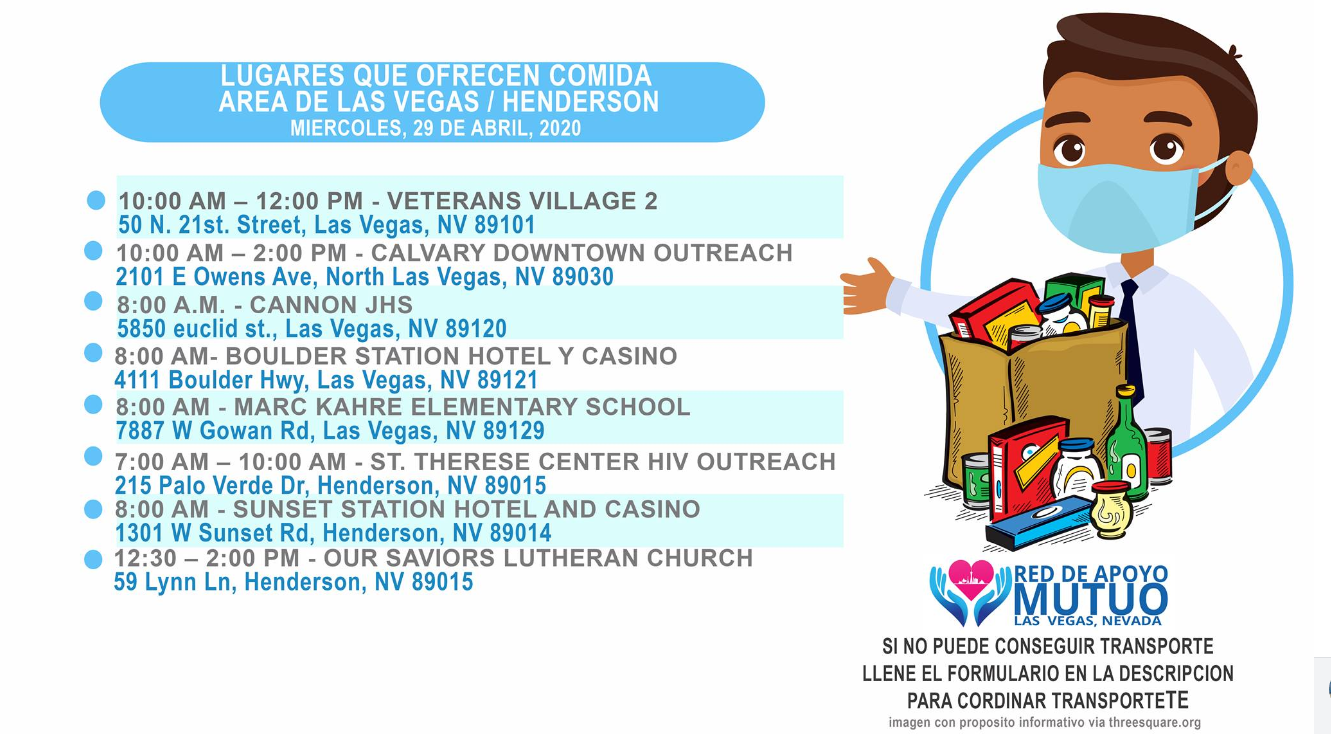 LUGARES QUE OFRECEN COMIDA
AREA DE LAS VEGAS / HENDERSON
MIERCOLES, 29 DE ABRIL, 2020
10:00 AM – 12:00 PM - VETERANS VILLAGE 2
50 N. 21st. Street, Las Vegas, NV 89101
10:00 AM – 2:00 PM - CALVARY DOWNTOWN OUTREACH
2101 E Owens Ave, North Las Vegas, NV 89030
8:00 A.M. - CANNON JHS
5850 euclid st., Las Vegas, NV 89120
8:00 AM- BOULDER STATION HOTEL Y CASINO
4111 Boulder Hwy, Las Vegas, NV 89121
8:00 AM - MARC KAHRE ELEMENTARY SCHOOL
7887 W Gowan Rd, Las Vegas, NV 89129
7:00 AM – 10:00 AM - ST. THERESE CENTER HIV OUTREACH
215 Palo Verde Dr, Henderson, NV 89015
8:00 AM - SUNSET STATION HOTEL AND CASINO
1301 W Sunset Rd, Henderson, NV 89014
12:30 – 2:00 PM - OUR SAVIORS LUTHERAN CHURCH
59 Lynn Ln, Henderson, NV 89015
RED DE APOYO
MUTUO
LAS VEGAS, NEVADA
SI NO PUEDE CONSEGUIR TRANSPORTE
LLENE EL FORMULARIO EN LA DESCRIPCION
PARA CORDINAR TRANSPORTETE
imagen con proposito informativo via threesquare.org